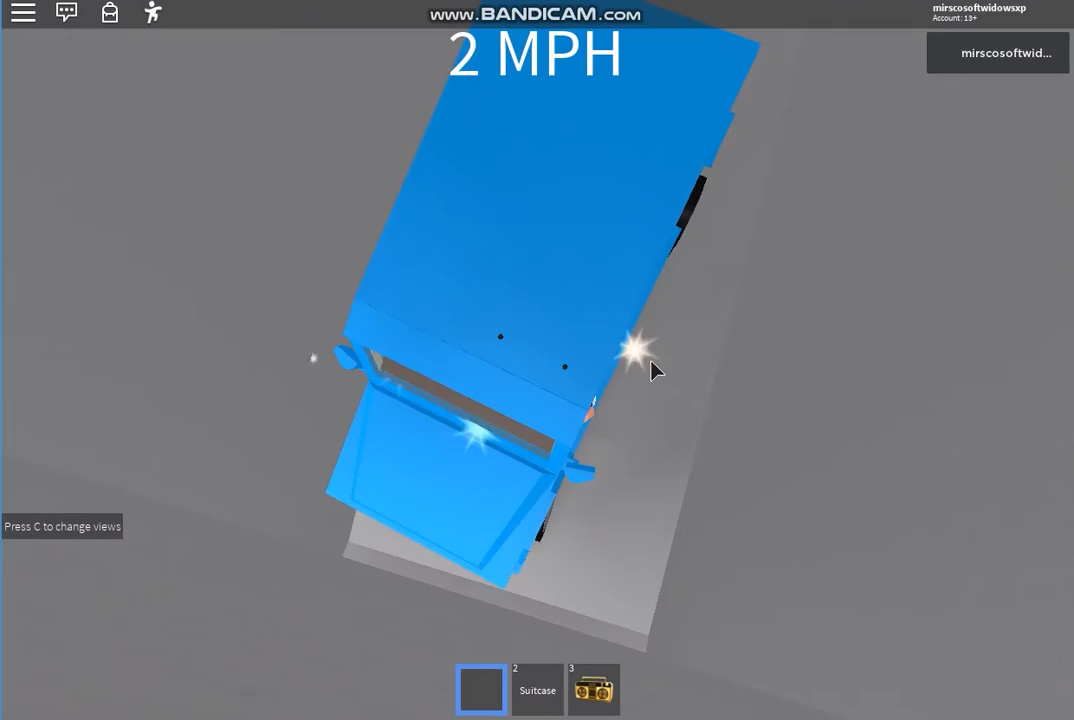 www.BANDICAM.com
mirscosoftwidowsxp
Account: 13+
2 MPH
mirscosoftwid...
Press C to change views
2
Suitcase
3